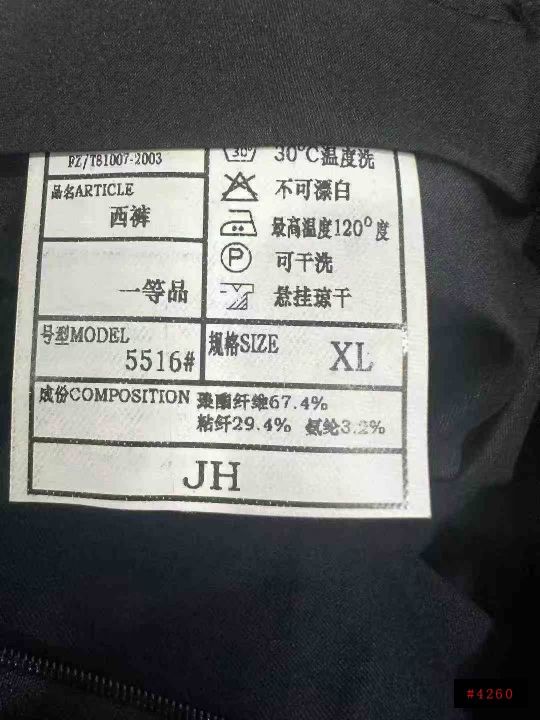 FZ/T81007-2003
30
30°C温度洗
品名ARTICLE
西裤
不可漂白
最高温度120°度
P
可干洗
一等品
悬挂晾干
号型MODEL
5516#
规格SIZE
XL
成份COMPOSITION 聚酯纤维67.4%
粘纤29.4% 氨纶3.2%
JH
#4260